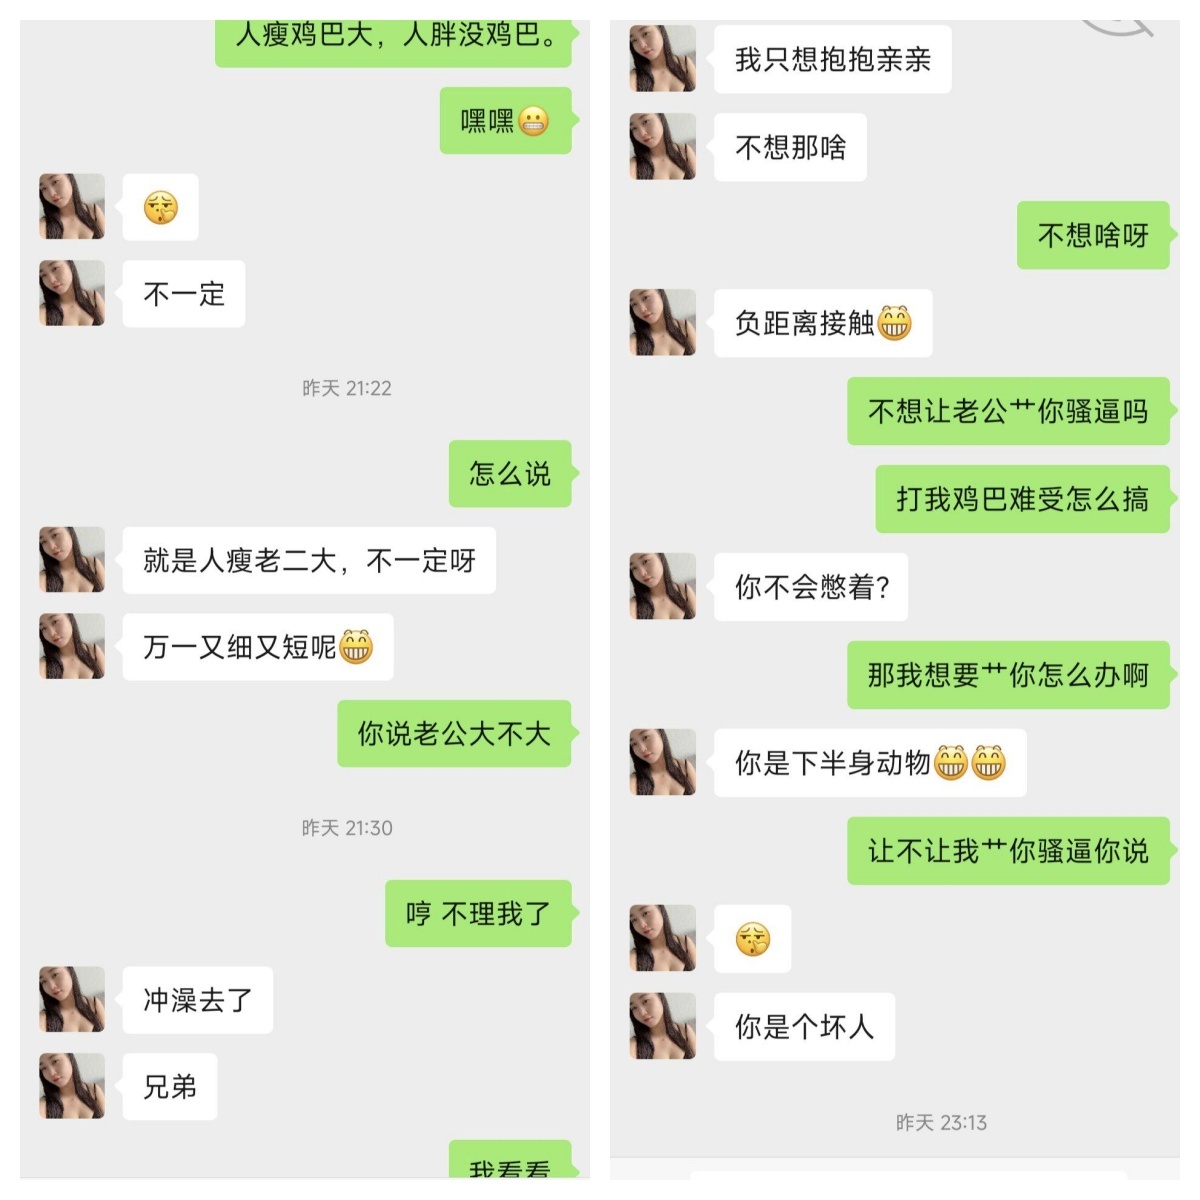 人瘦鸡巴大，人胖没鸡巴。
嘿嘿😬
不一定
昨天 21:22
怎么说
就是人瘦老二大，不一定呀
万一又细又短呢😁
你说老公大不大
昨天 21:30
哼 不理我了
冲澡去了
兄弟
我看看
我只想抱抱亲亲
不想那啥
不想啥呀
负距离接触😁
不想让老公艹你骚逼吗
打我鸡巴难受怎么搞
你不会憋着?
那我想要艹你怎么办啊
你是下半身动物😁😁
让不让我艹你骚逼你说
你是个坏人
昨天 23:13